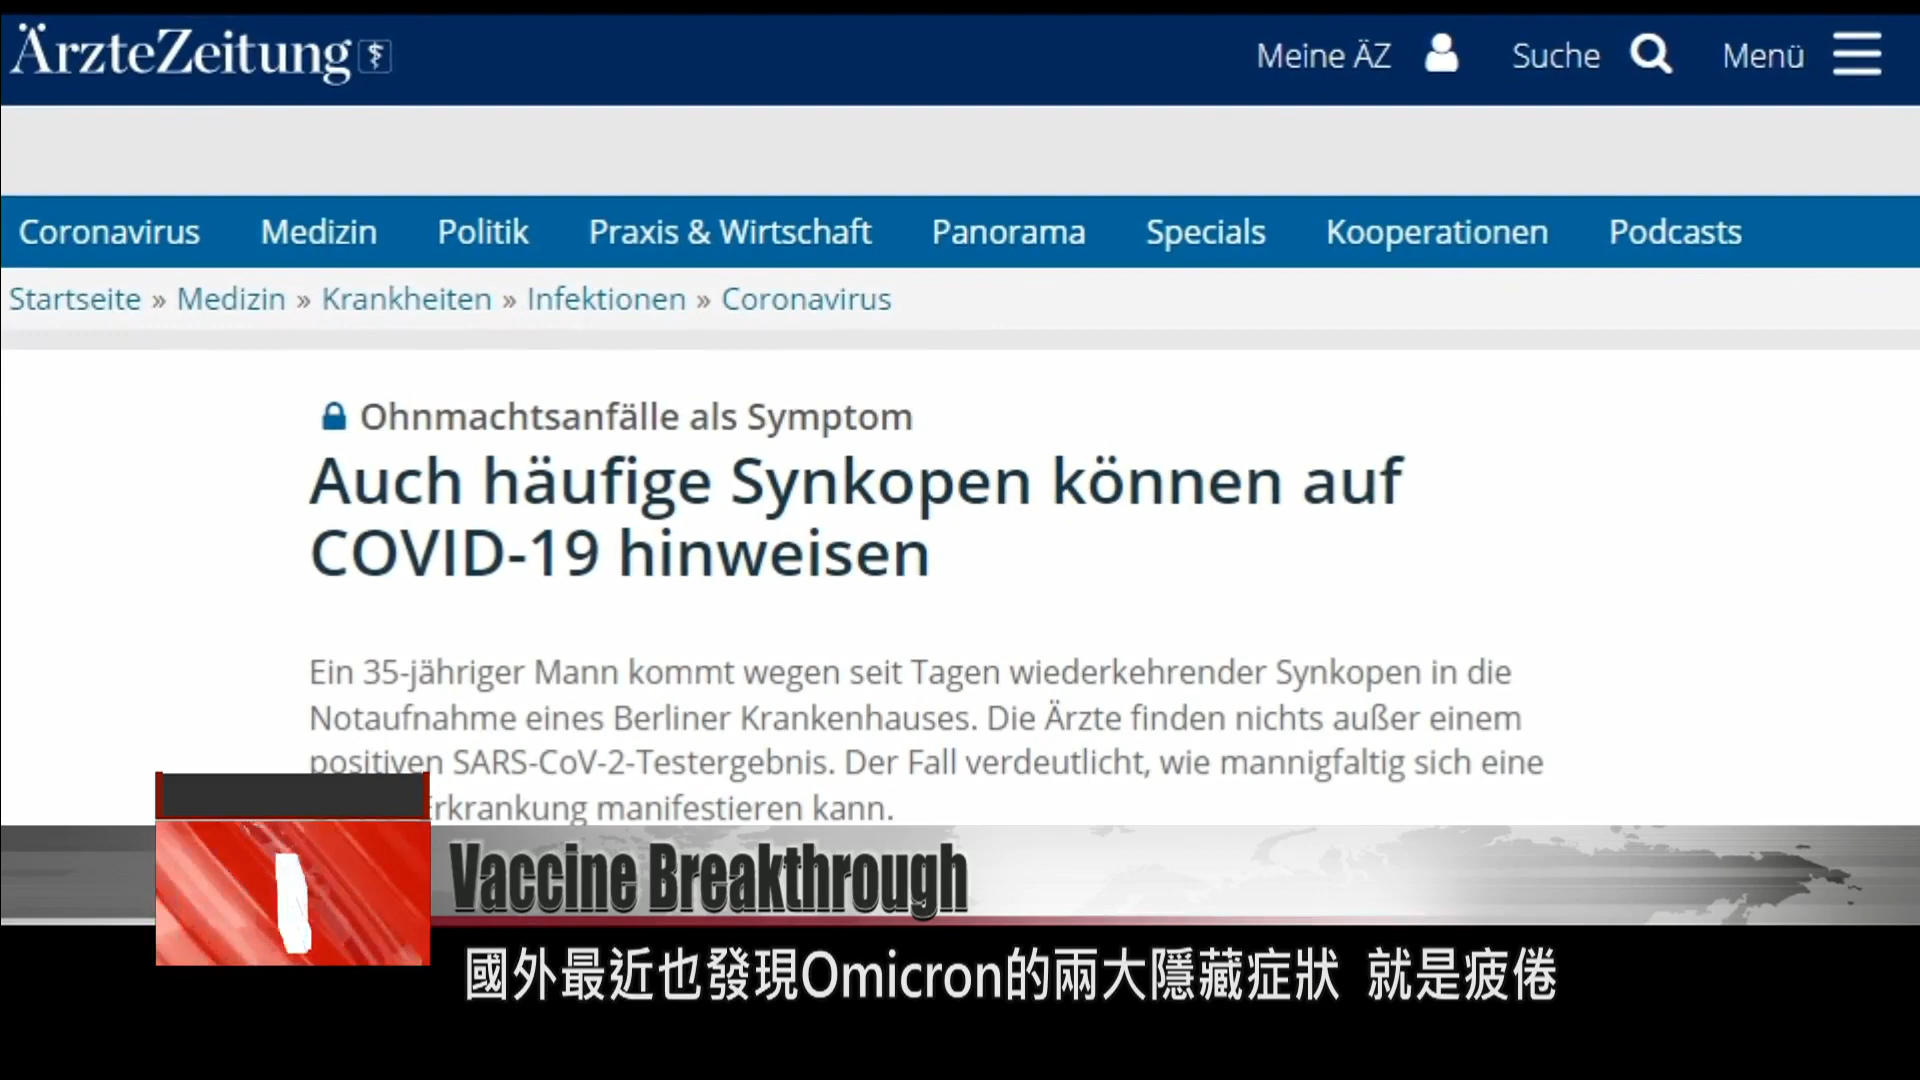 ÄrzteZeitung
Meine ÄZ Suche Menü
Coronavirus Medizin Politik Praxis & Wirtschaft Panorama Specials Kooperationen Podcasts
Startseite » Medizin » Krankheiten » Infektionen » Coronavirus
Ohnmachtsanfälle als Symptom
Auch häufige Synkopen können auf
COVID-19 hinweisen
Ein 35-jähriger Mann kommt wegen seit Tagen wiederkehrender Synkopen in die
Notaufnahme eines Berliner Krankenhauses. Die Ärzte finden nichts außer einem
positiven SARS-CoV-2-Testergebnis. Der Fall verdeutlicht, wie mannigfaltig sich eine
Erkrankung manifestieren kann.
Vaccine Breakthrough
國外最近也發現Omicron的兩大隱藏症狀 就是疲倦